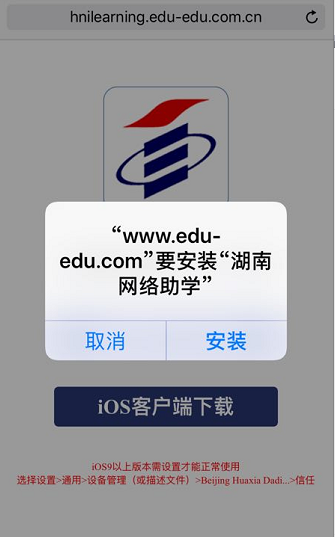 hnilearning.edu-edu.com.cn
“www.edu-
edu.com”要安装“湖南
网络助学”
取消
安装
iOS客户端下载
iOS9以上版本需设置才能正常使用
选择设置>通用>设备管理（或描述文件）>Beijing Huaxia Dadi...>信任